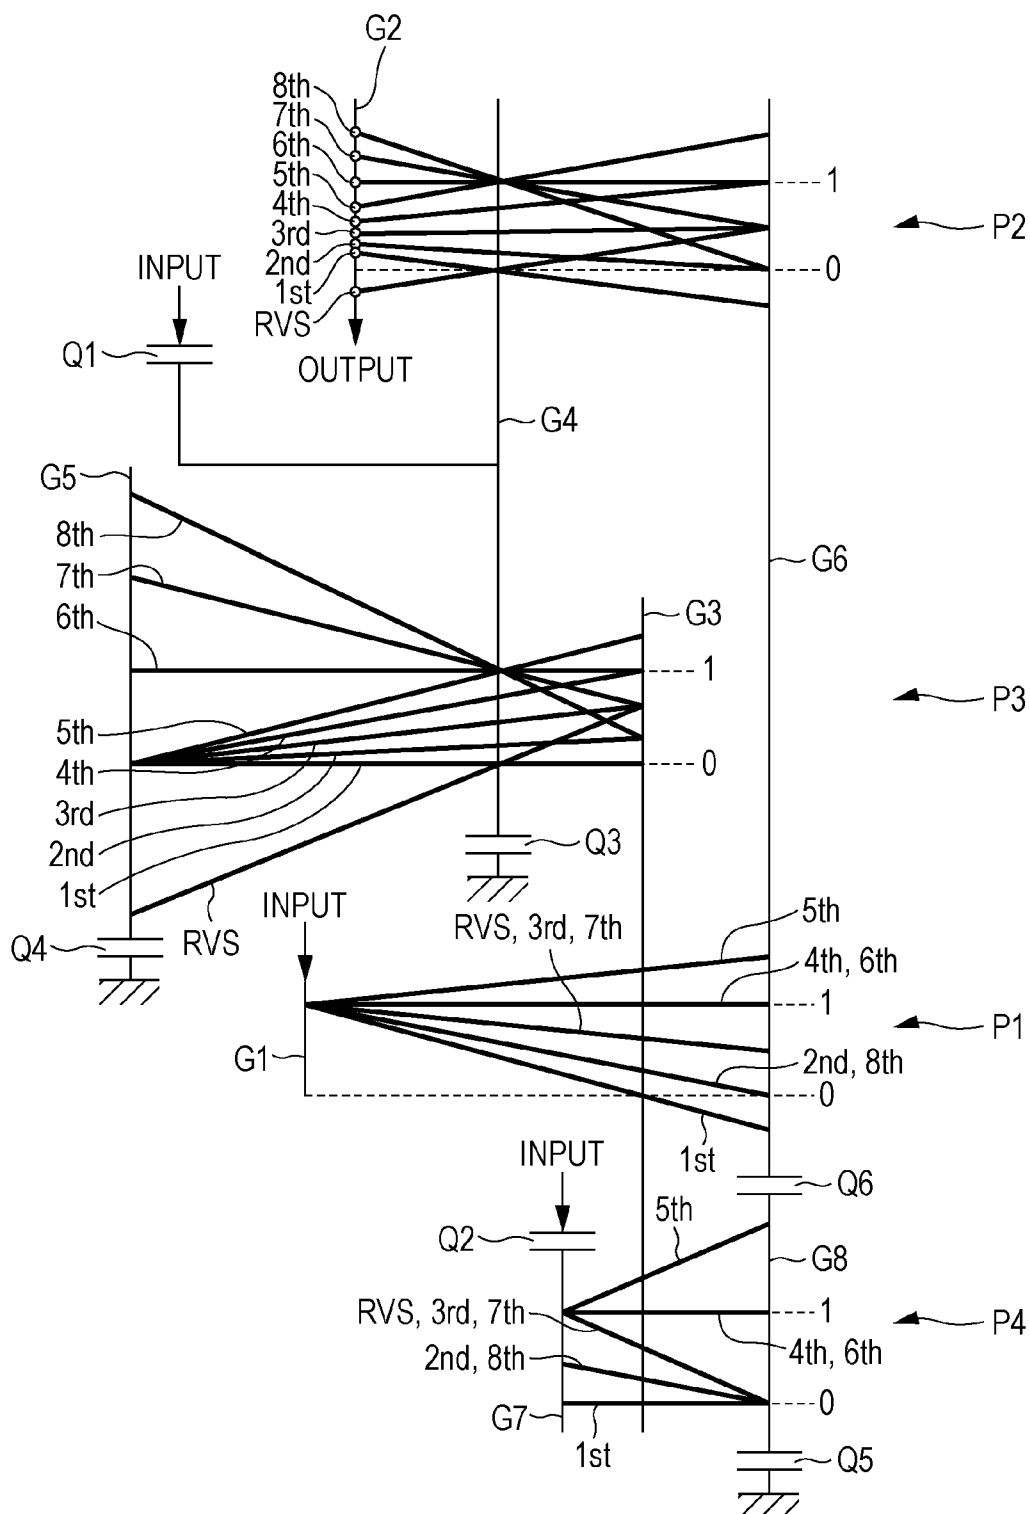 G2
8th
7th
6th
5th
4th
3rd
2nd
1st
RVS
1
0
P2
INPUT
Q1
OUTPUT
G4
G5
8th
7th
6th
5th
4th
3rd
2nd
1st
RVS
G6
G3
1
0
P3
Q3
Q4
INPUT
RVS, 3rd, 7th
5th
4th, 6th
1
P1
G1
2nd, 8th
0
1st
INPUT
Q6
5th
Q2
G8
RVS, 3rd, 7th
1
P4
2nd, 8th
4th, 6th
0
G7
1st
Q5